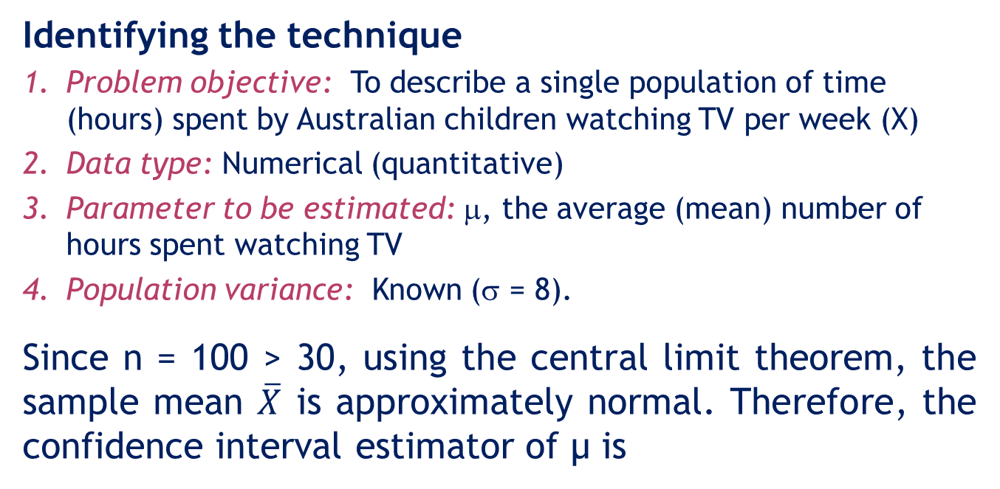 Identifying the technique
1. Problem objective: To describe a single population of time
(hours) spent by Australian children watching TV per week (X)
2. Data type: Numerical (quantitative)
3. Parameter to be estimated: μ, the average (mean) number of
hours spent watching TV
4. Population variance: Known (σ = 8).
Since n = 100 > 30, using the central limit theorem, the
sample mean X̄ is approximately normal. Therefore, the
confidence interval estimator of μ is